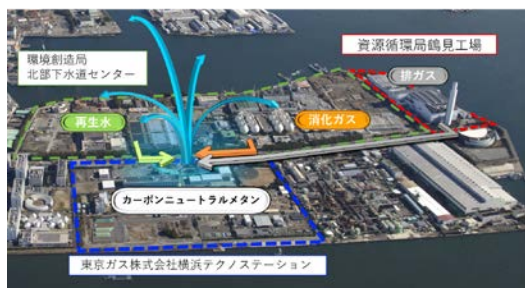 資源循環局鶴見工場
環境創造局
北部下水道センター
排ガス
再生水
消化ガス
カーボンニュートラルメタン
東京ガス株式会社横浜テクノステーション